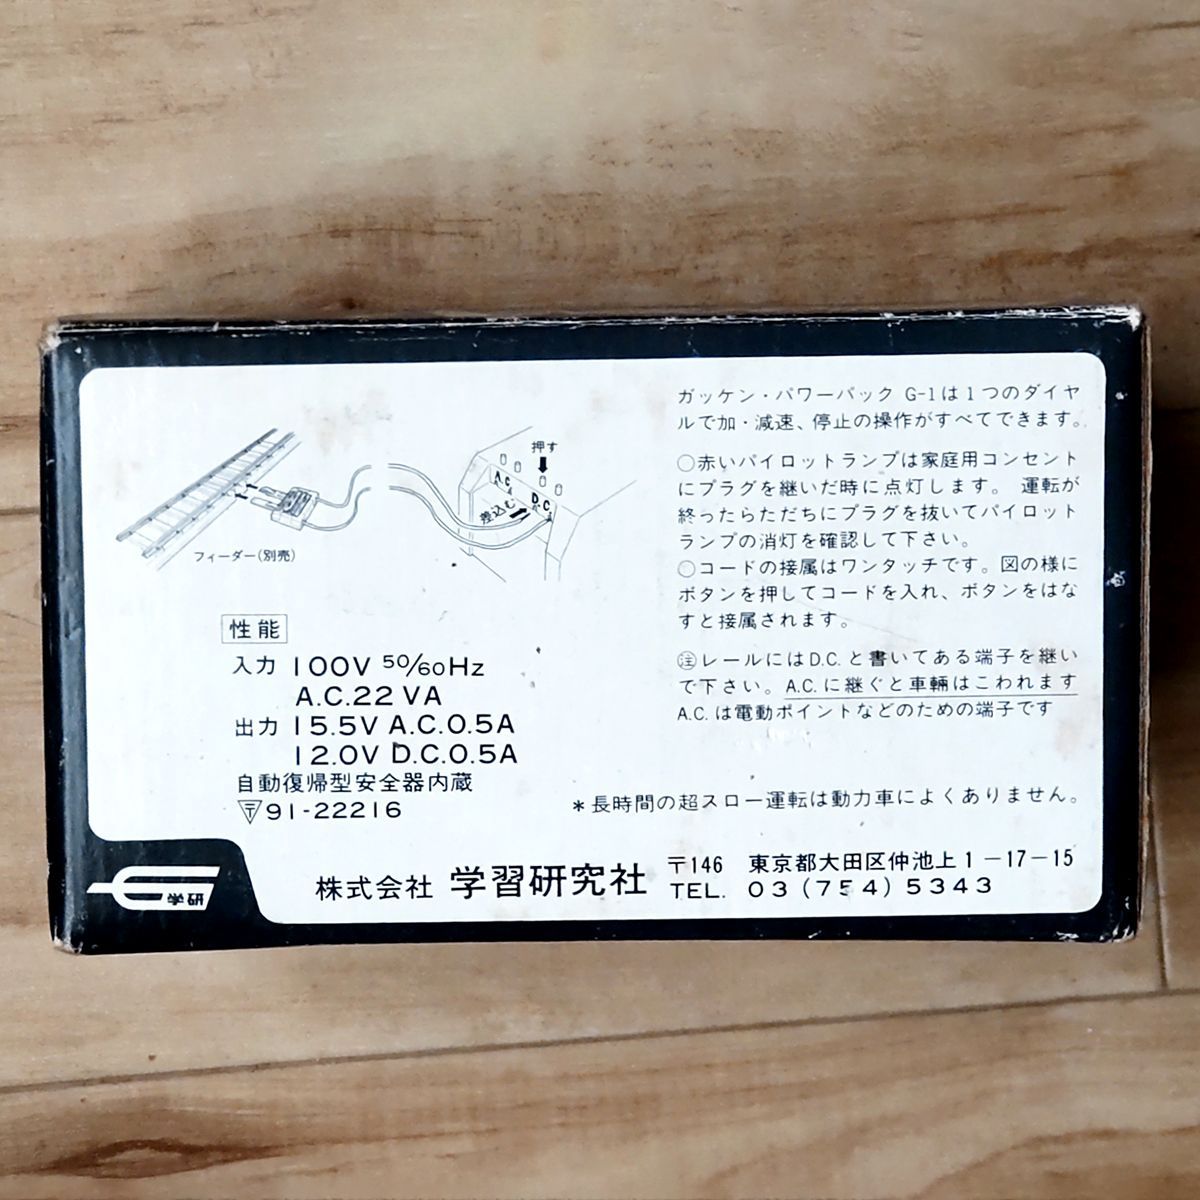 ガッケン・パワーパック G-1は1つのダイヤ
ルで加・減速、停止の操作がすべてできます。
○赤いパイロットランプは家庭用コンセント
にプラグを継いだ時に点灯します。 運転が
終ったらただちにプラグを抜いてパイロット
ランプの消灯を確認して下さい。
○コードの接属はワンタッチです。図の様に
ボタンを押してコードを入れ、ボタンをはな
すと接属されます。
㊟レールにはD.C.と書いてある端子を継い
で下さい。A.C.に継ぐと車輛はこわれます
A.C.は電動ポイントなどのための端子です
*長時間の超スロー運転は動力車によくありません。
押す
A.C.
D.C.
差込む
フィーダー(別売)
性能
入力 100V 50/60Hz
A.C.22VA
出力 15.5V A.C.0.5A
12.0V D.C.0.5A
自動復帰型安全器内蔵
〒91-22216
学研
株式会社 学習研究社
〒146 東京都大田区仲池上1-17-15
TEL. 03(754)5343